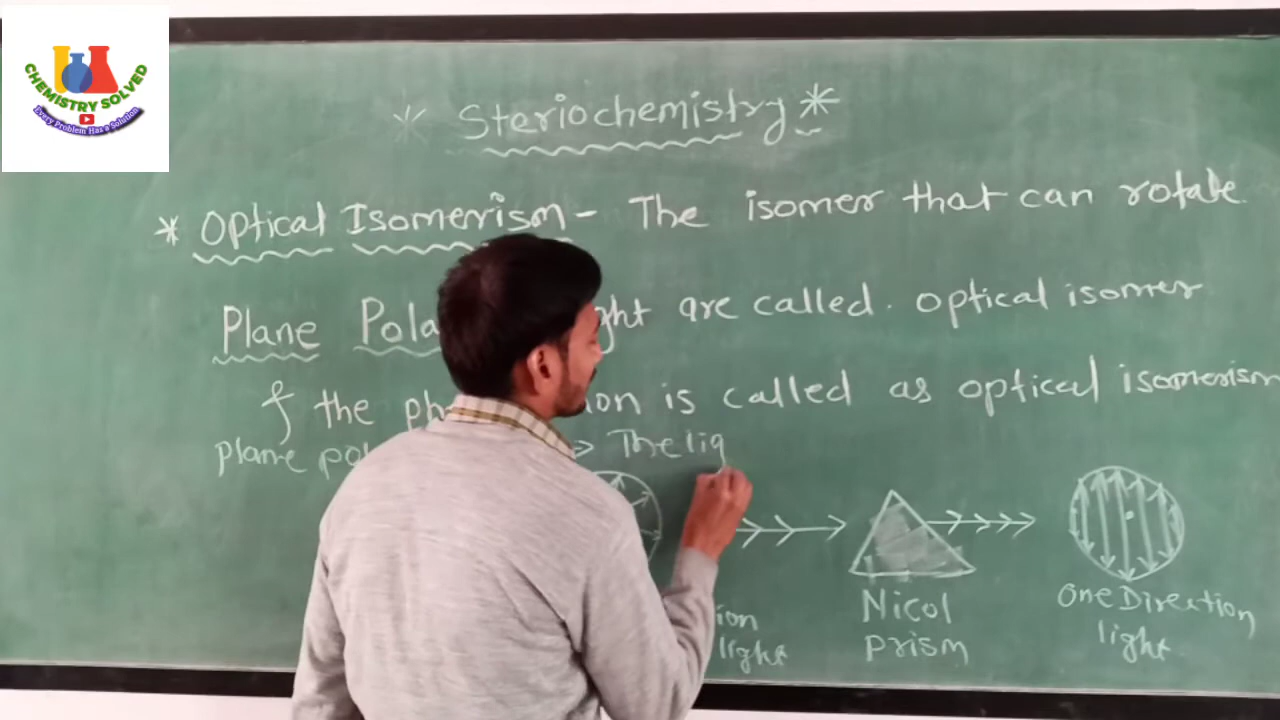 CHEMISTRY SOLVED
Every Problem Has a Solution
* Steriochemistry *
* Optical Isomerism - The isomer that can rotate.
Plane Pola ght are called. optical isomer
& the ph ion is called as optical isomerism
plane pol > The lig
ion
light
Nicol
prism
One Direction
light